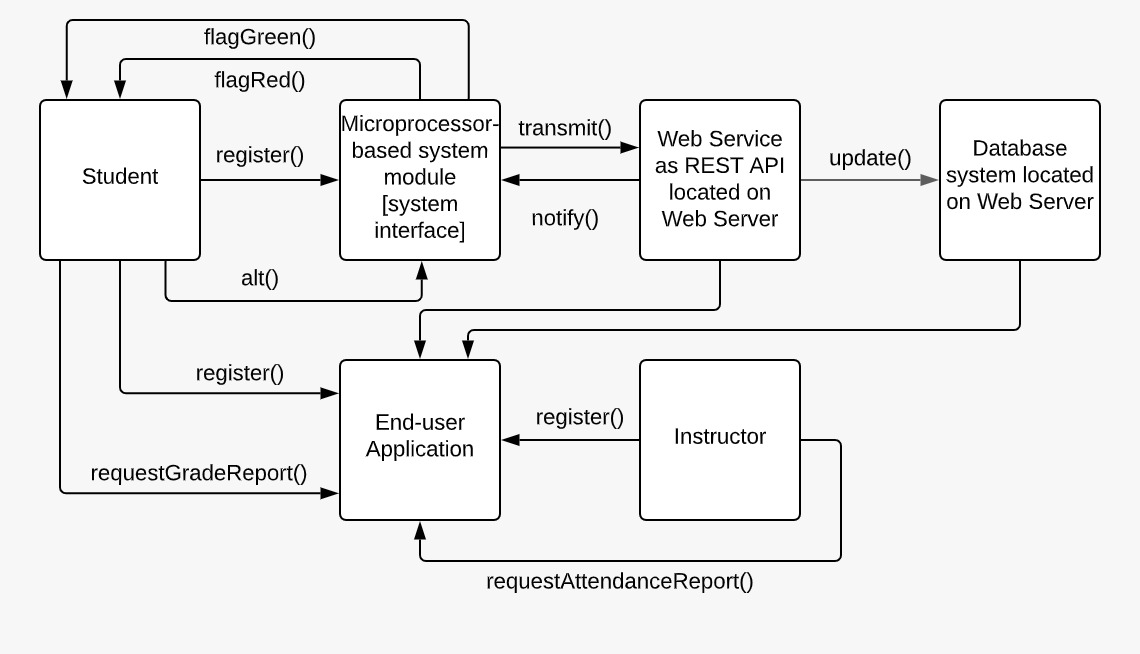 flagGreen()
flagRed()
Student
register()
Microprocessor-
based system
module
[system
interface]
transmit()
notify()
Web Service
as REST API
located on
Web Server
update()
Database
system located
on Web Server
alt()
register()
requestGradeReport()
End-user
Application
register()
Instructor
requestAttendanceReport()